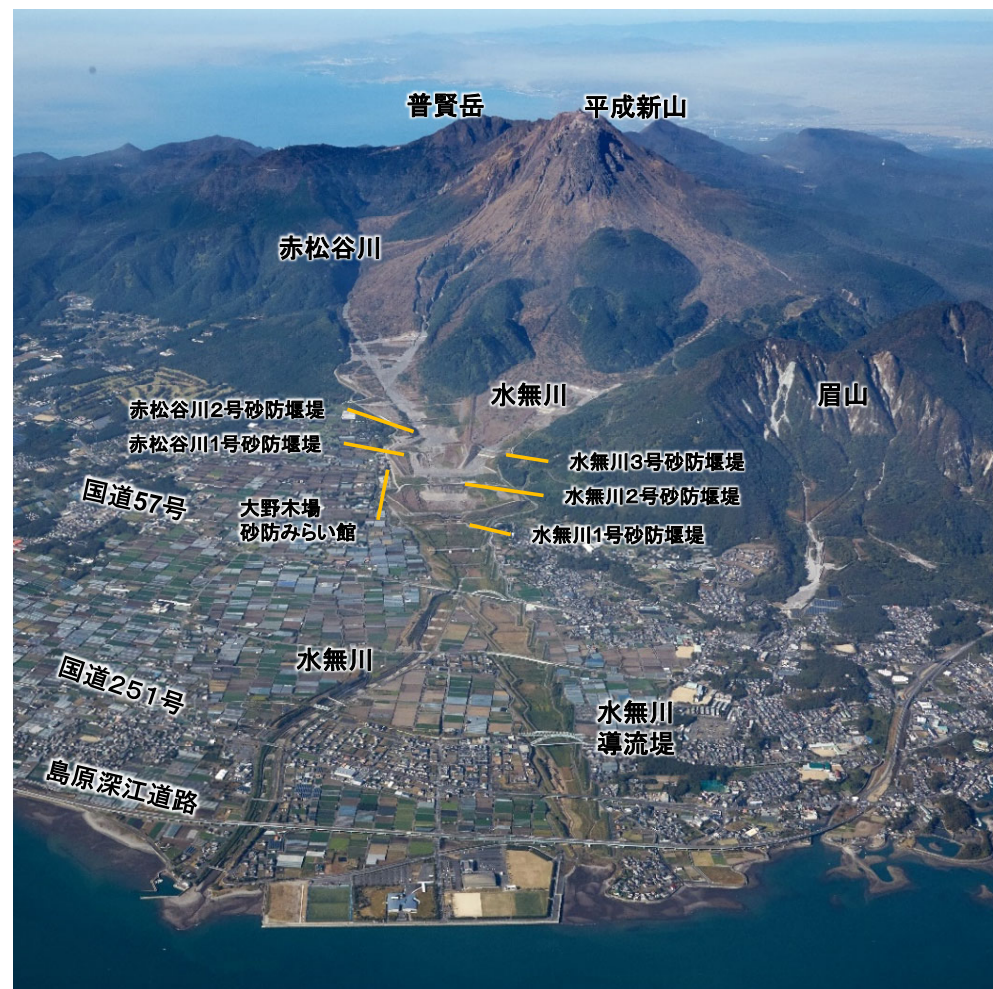 普賢岳
平成新山
赤松谷川
水無川
眉山
赤松谷川2号砂防堰堤
赤松谷川1号砂防堰堤
水無川3号砂防堰堤
国道57号
水無川2号砂防堰堤
大野木場
砂防みらい館
水無川1号砂防堰堤
水無川
国道251号
水無川
導流堤
島原深江道路